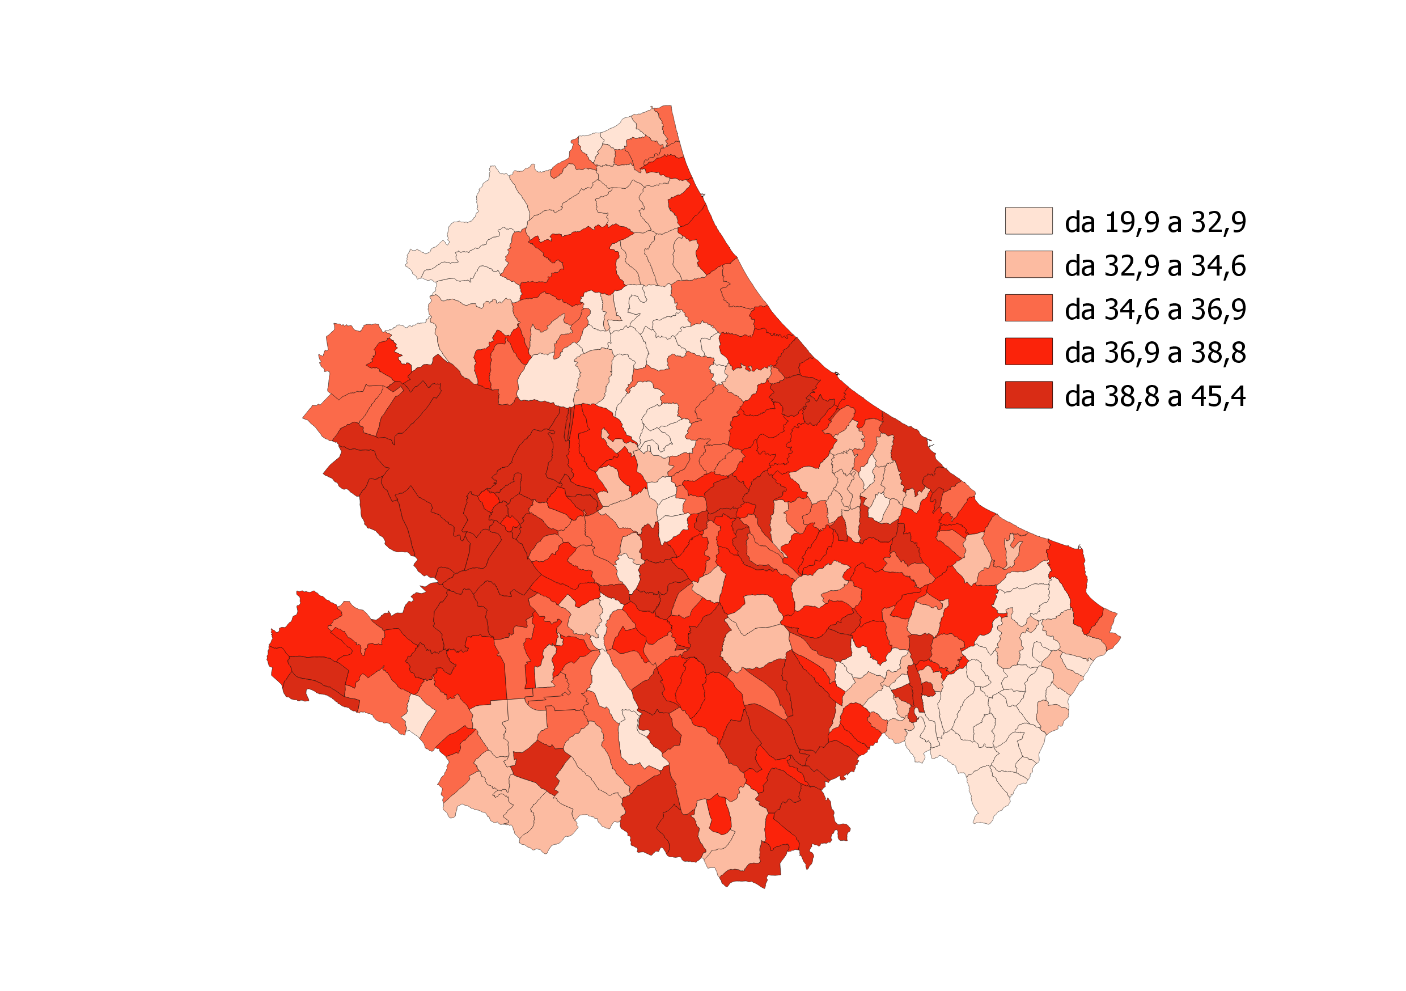 da 19,9 a 32,9
da 32,9 a 34,6
da 34,6 a 36,9
da 36,9 a 38,8
da 38,8 a 45,4